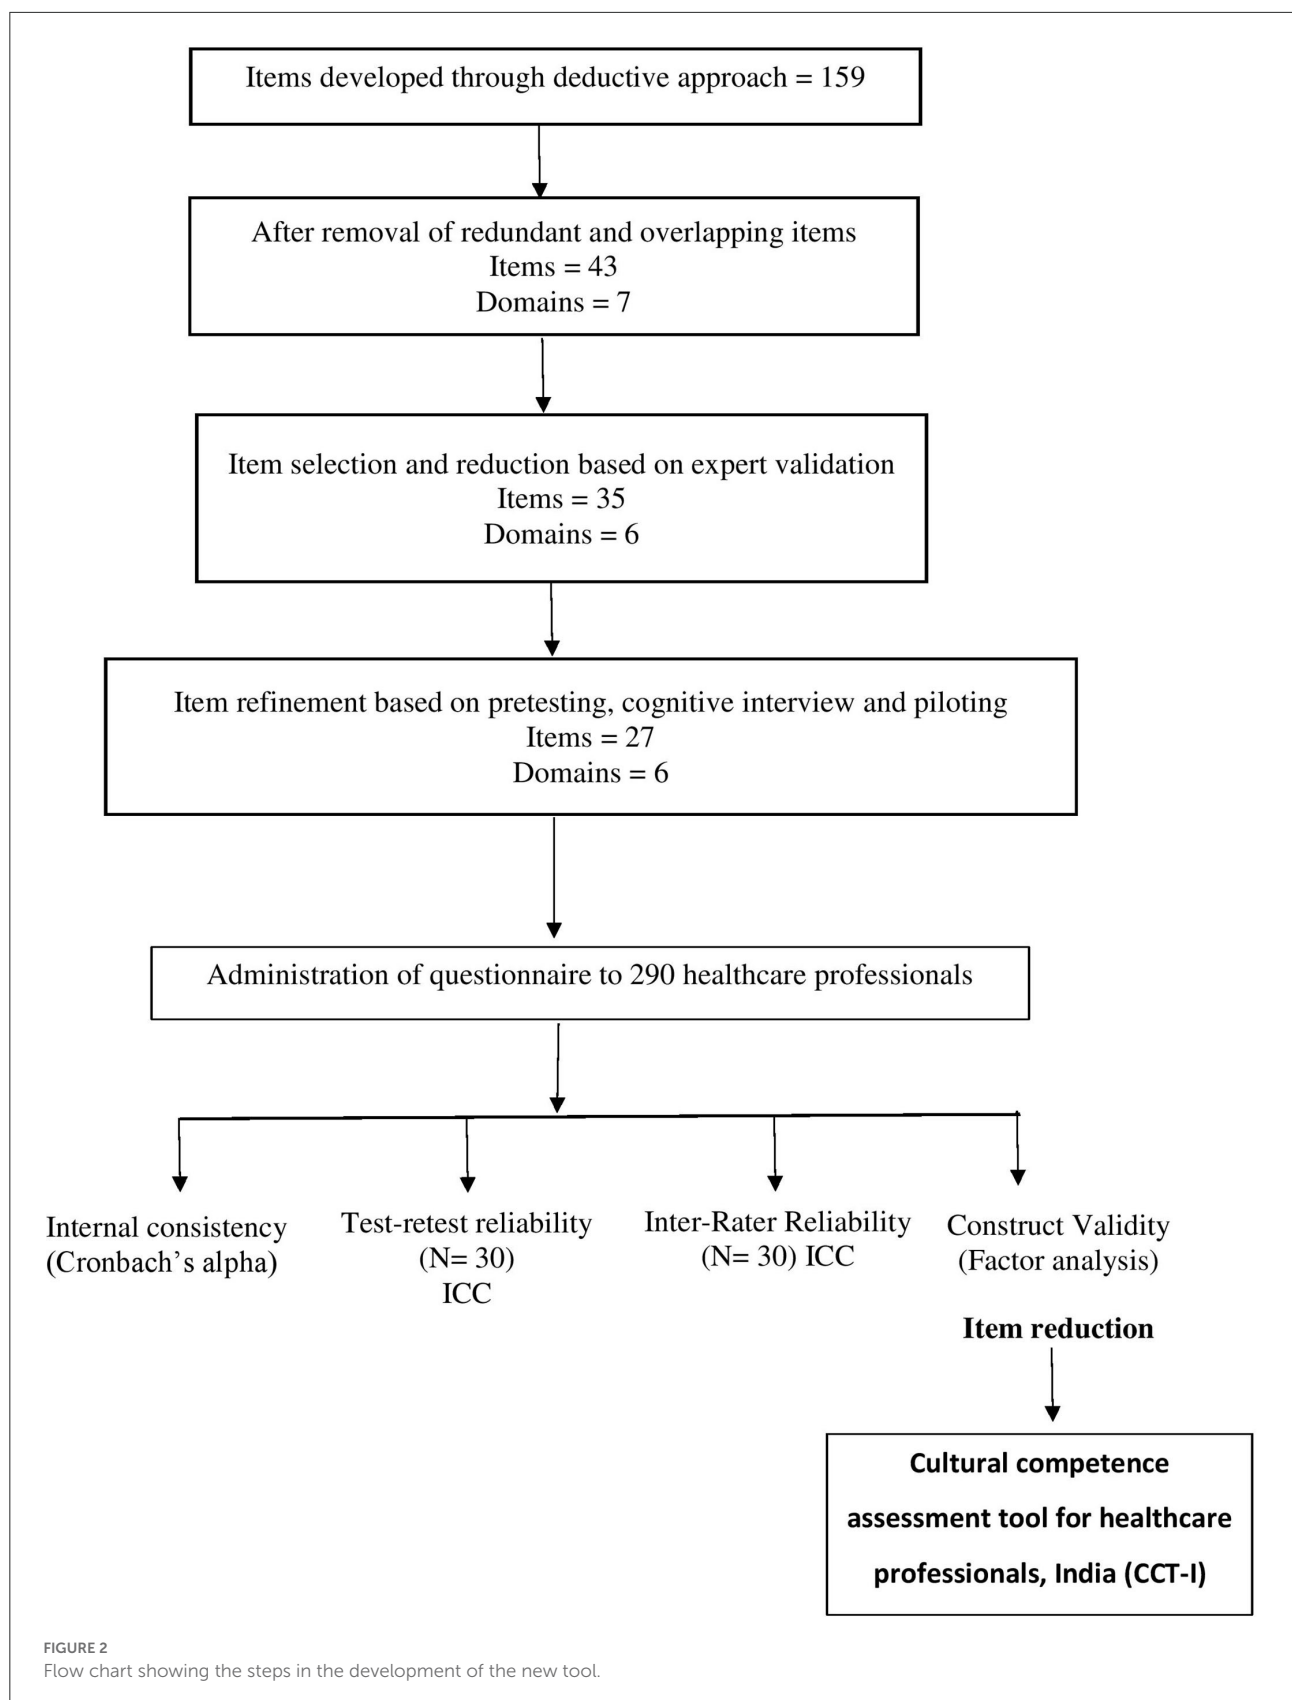 Items developed through deductive approach = 159
After removal of redundant and overlapping items
Items = 43
Domains = 7
Item selection and reduction based on expert validation
Items = 35
Domains = 6
Item refinement based on pretesting, cognitive interview and piloting
Items = 27
Domains = 6
Administration of questionnaire to 290 healthcare professionals
Internal consistency
(Cronbach’s alpha)
Test-retest reliability
(N= 30)
ICC
Inter-Rater Reliability
(N= 30) ICC
Construct Validity
(Factor analysis)
Item reduction
Cultural competence
assessment tool for healthcare
professionals, India (CCT-I)
FIGURE 2
Flow chart showing the steps in the development of the new tool.